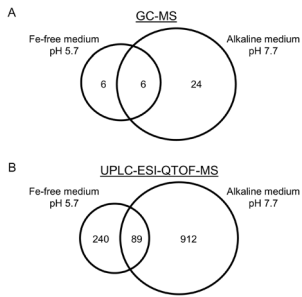 A
GC-MS
Fe-free medium
pH 5.7
Alkaline medium
pH 7.7
6
6
24
B
UPLC-ESI-QTOF-MS
Fe-free medium
pH 5.7
Alkaline medium
pH 7.7
240
89
912